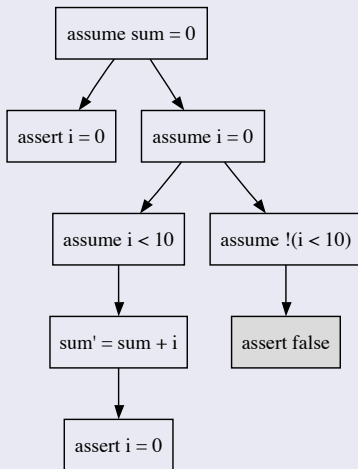 assume sum = 0
assert i = 0
assume i = 0
assume i < 10
assume !(i < 10)
sum' = sum + i
assert false
assert i = 0